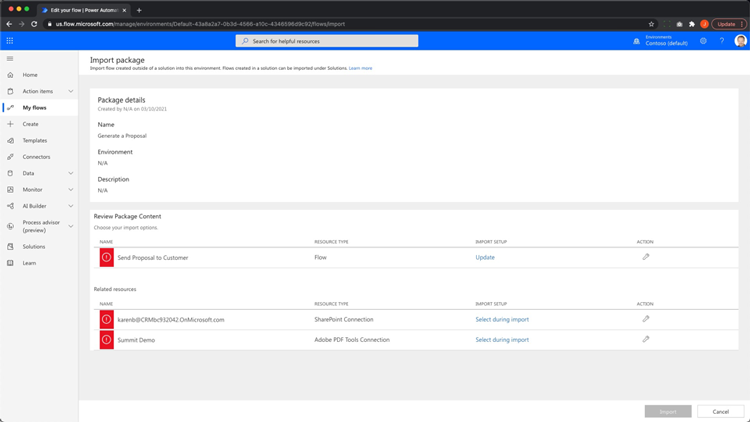 Edit your flow | Power Automat
us.flow.microsoft.com/manage/environments/Default-43a8a2a7-0b3d-4566-a10c-4346596d9c92/flows/import
J
Update
Search for helpful resources
Environments
Contoso (default)
Home
Action items
My flows
Create
Templates
Connectors
Data
Monitor
AI Builder
Process advisor
(preview)
Solutions
Learn
Import package
Import flow created outside of a solution into this environment. Flows created in a solution can be imported under Solutions. Learn more
Package details
Created by N/A on 03/10/2021
Name
Generate a Proposal
Environment
N/A
Description
N/A
Review Package Content
Choose your import options.
NAME RESOURCE TYPE IMPORT SETUP ACTION
Send Proposal to Customer Flow Update
Related resources
NAME RESOURCE TYPE IMPORT SETUP ACTION
karenb@CRMbc932042.OnMicrosoft.com SharePoint Connection Select during import
Summit Demo Adobe PDF Tools Connection Select during import
Import Cancel